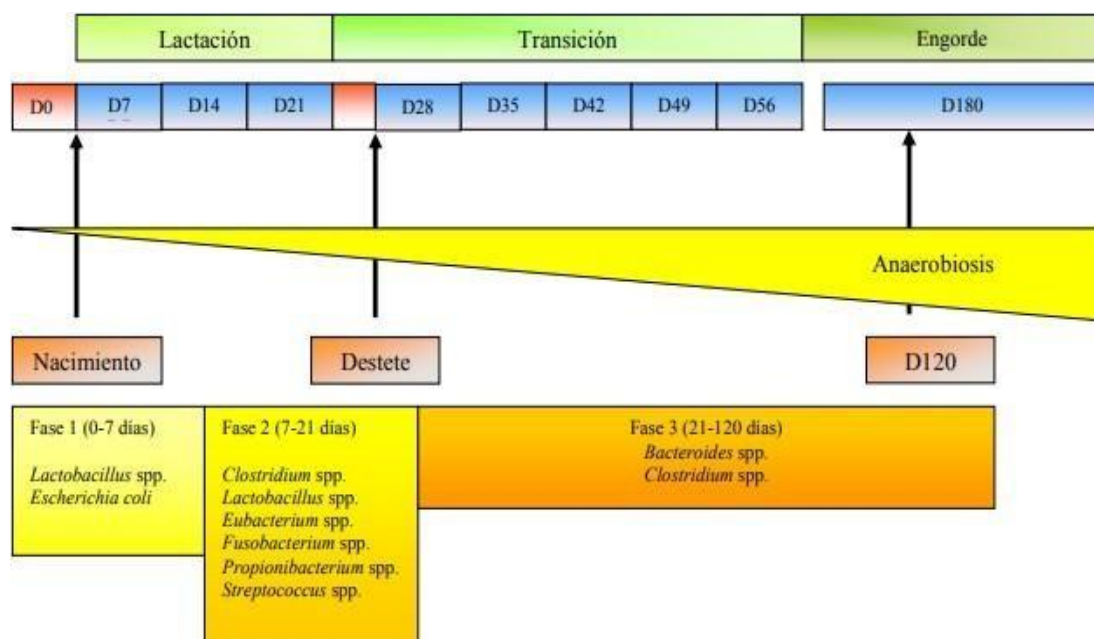 Lactación Transición Engorde
D0 D7 D14 D21 D28 D35 D42 D49 D56 D180
Anaerobiosis
Nacimiento Destete D120
Fase 1 (0-7 días)
Lactobacillus spp.
Escherichia coli
Fase 2 (7-21 días)
Clostridium spp.
Lactobacillus spp.
Eubacterium spp.
Fusobacterium spp.
Propionibacterium spp.
Streptococcus spp.
Fase 3 (21-120 días)
Bacteroides spp.
Clostridium spp.